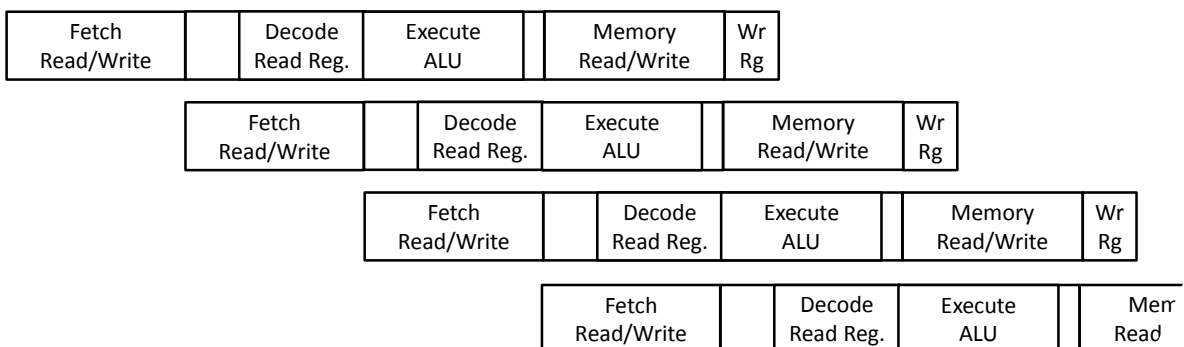 Fetch Read/Write Decode Read Reg. Execute ALU Memory Read/Write Wr Rg
Fetch Read/Write Decode Read Reg. Execute ALU Memory Read/Write Wr Rg
Fetch Read/Write Decode Read Reg. Execute ALU Memory Read/Write Wr Rg
Fetch Read/Write Decode Read Reg. Execute ALU Read